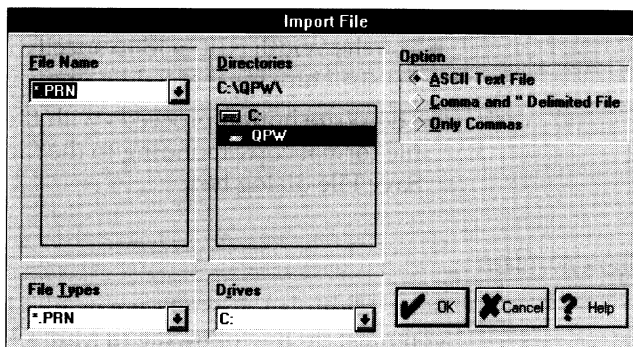 Import File
File Name
*.PRN
Directories
C:\QPW\
C:
QPW
Option
ASCII Text File
Comma and " Delimited File
Only Commas
File Types
*.PRN
Drives
C:
OK
Cancel
? Help